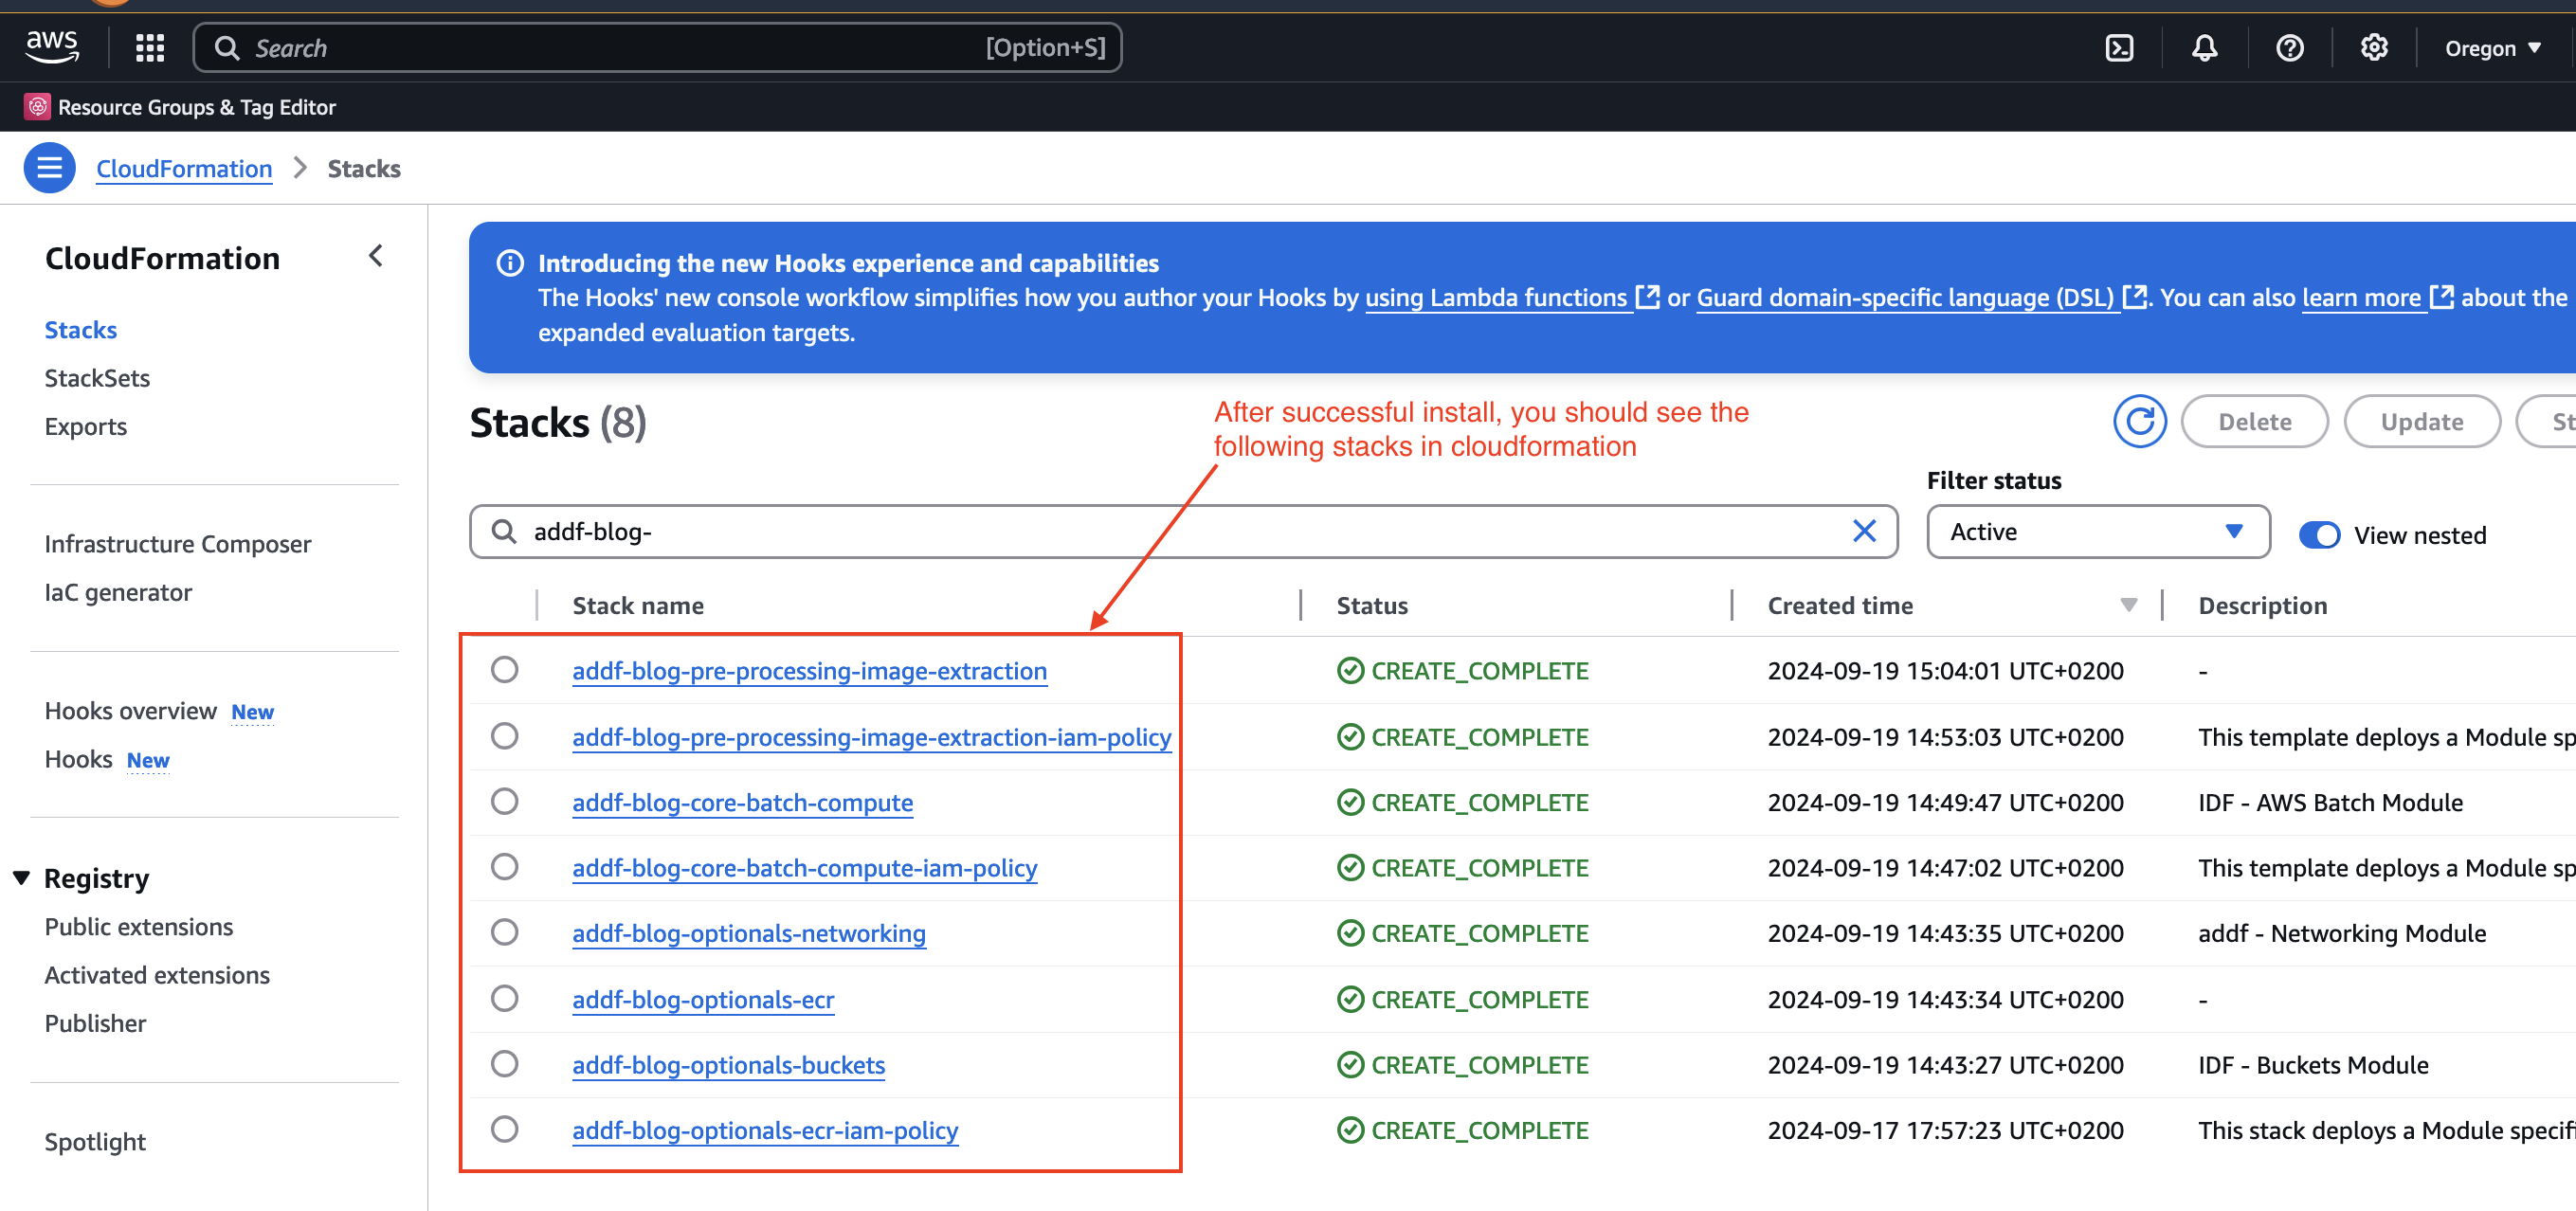 aws
Search [Option+S]
Oregon
Resource Groups & Tag Editor
CloudFormation Stacks
CloudFormation
Stacks
StackSets
Exports
Infrastructure Composer
IaC generator
Hooks overview New
Hooks New
Registry
Public extensions
Activated extensions
Publisher
Spotlight
Introducing the new Hooks experience and capabilities
The Hooks' new console workflow simplifies how you author your Hooks by using Lambda functions or Guard domain-specific language (DSL). You can also learn more about the
expanded evaluation targets.
Stacks (8)
After successful install, you should see the
following stacks in cloudformation
Delete Update St
Filter status
addf-blog- Active View nested
Stack name Status Created time Description
addf-blog-pre-processing-image-extraction CREATE_COMPLETE 2024-09-19 15:04:01 UTC+0200 -
addf-blog-pre-processing-image-extraction-iam-policy CREATE_COMPLETE 2024-09-19 14:53:03 UTC+0200 This template deploys a Module sp
addf-blog-core-batch-compute CREATE_COMPLETE 2024-09-19 14:49:47 UTC+0200 IDF - AWS Batch Module
addf-blog-core-batch-compute-iam-policy CREATE_COMPLETE 2024-09-19 14:47:02 UTC+0200 This template deploys a Module sp
addf-blog-optionals-networking CREATE_COMPLETE 2024-09-19 14:43:35 UTC+0200 addf - Networking Module
addf-blog-optionals-ecr CREATE_COMPLETE 2024-09-19 14:43:34 UTC+0200 -
addf-blog-optionals-buckets CREATE_COMPLETE 2024-09-19 14:43:27 UTC+0200 IDF - Buckets Module
addf-blog-optionals-ecr-iam-policy CREATE_COMPLETE 2024-09-17 17:57:23 UTC+0200 This stack deploys a Module specifi